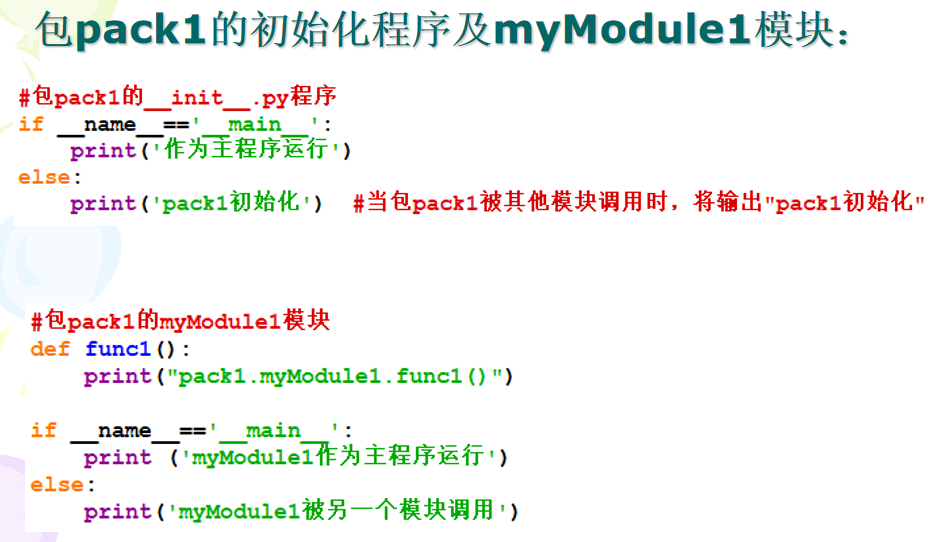 包pack1的初始化程序及myModule1模块：
#包pack1的__init__.py程序
if __name__=='__main__':
    print('作为主程序运行')
else:
    print('pack1初始化')  #当包pack1被其他模块调用时，将输出"pack1初始化"
#包pack1的myModule1模块
def func1():
    print("pack1.myModule1.func1()")
if __name__=='__main__':
    print ('myModule1作为主程序运行')
else:
    print('myModule1被另一个模块调用')